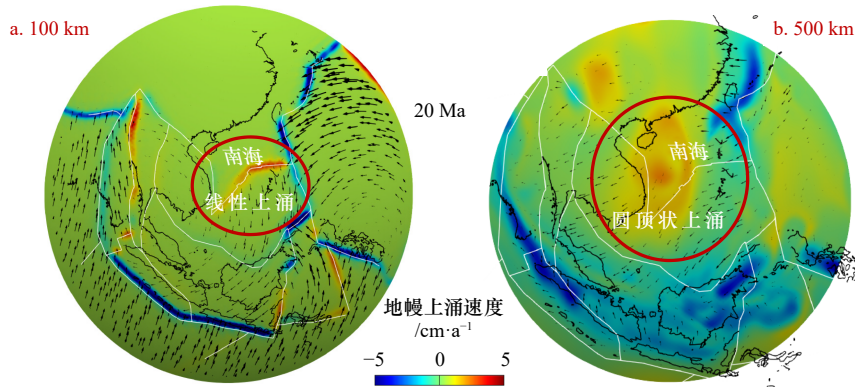 a. 100 km
b. 500 km
20 Ma
南海
线性上涌
南海
圆顶状上涌
地幔上涌速度
/cm·a⁻¹
−5 0 5